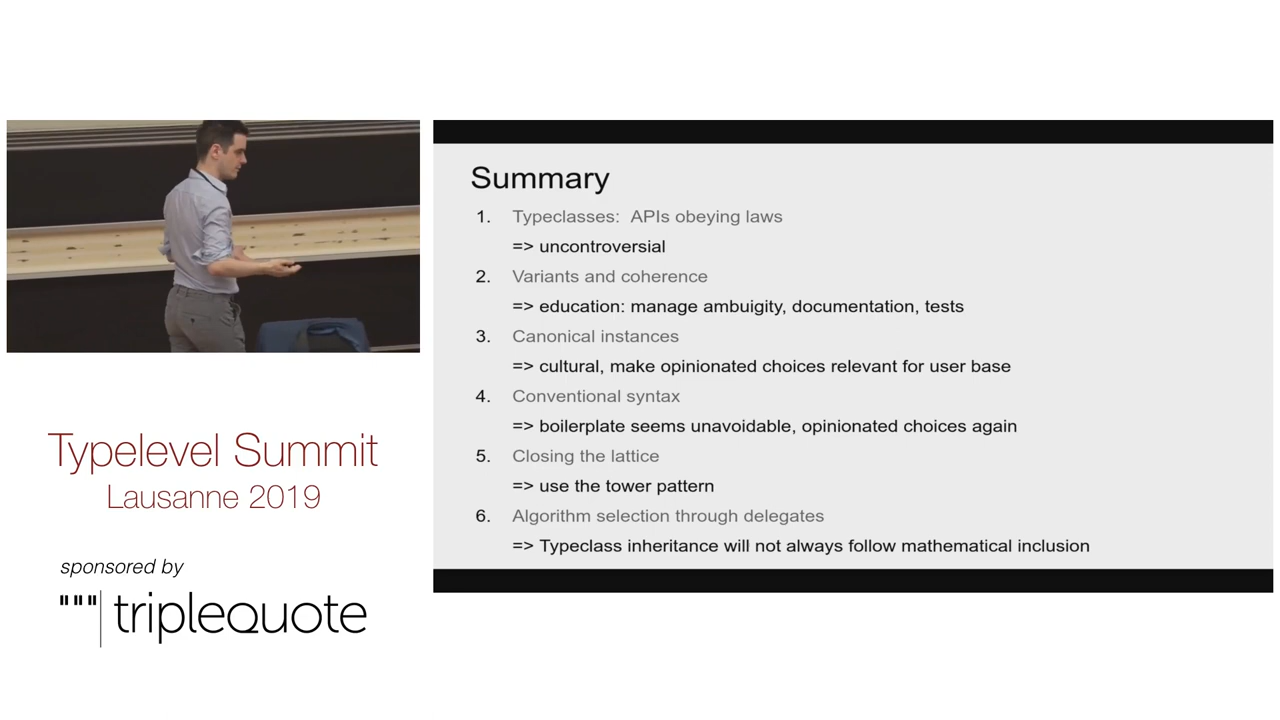 Typelevel Summit
Lausanne 2019
sponsored by
"""|triplequote
Summary
1. Typeclasses: APIs obeying laws
=> uncontroversial
2. Variants and coherence
=> education: manage ambuigity, documentation, tests
3. Canonical instances
=> cultural, make opinionated choices relevant for user base
4. Conventional syntax
=> boilerplate seems unavoidable, opinionated choices again
5. Closing the lattice
=> use the tower pattern
6. Algorithm selection through delegates
=> Typeclass inheritance will not always follow mathematical inclusion